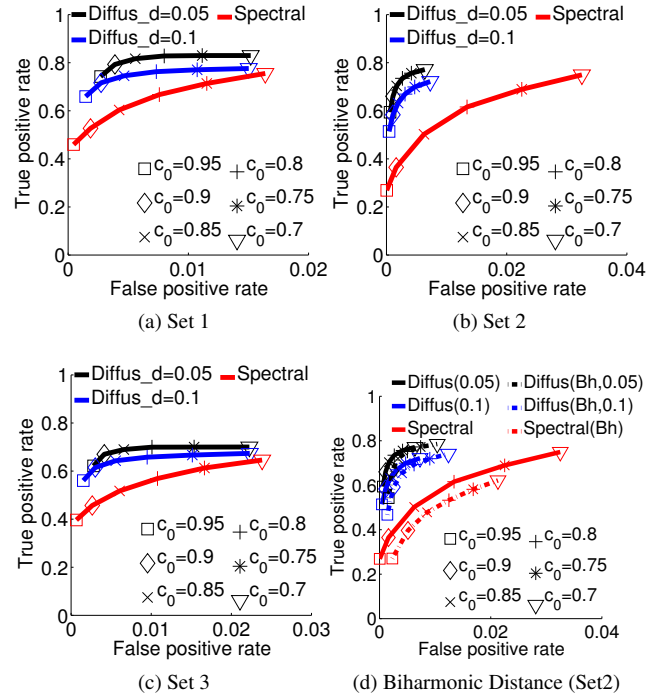 Diffus_d=0.05 Spectral
Diffus_d=0.1
True positive rate
1
0.8
0.6
0.4
0.2
0
c0=0.95 c0=0.8
c0=0.9 c0=0.75
c0=0.85 c0=0.7
0 0.01 0.02
False positive rate
(a) Set 1
Diffus_d=0.05 Spectral
Diffus_d=0.1
True positive rate
1
0.8
0.6
0.4
0.2
0
c0=0.95 c0=0.8
c0=0.9 c0=0.75
c0=0.85 c0=0.7
0 0.02 0.04
False positive rate
(b) Set 2
Diffus_d=0.05 Spectral
Diffus_d=0.1
True positive rate
1
0.8
0.6
0.4
0.2
0
c0=0.95 c0=0.8
c0=0.9 c0=0.75
c0=0.85 c0=0.7
0 0.01 0.02 0.03
False positive rate
(c) Set 3
Diffus(0.05) Diffus(Bh,0.05)
Diffus(0.1) Diffus(Bh,0.1)
Spectral Spectral(Bh)
True positive rate
1
0.8
0.6
0.4
0.2
0
c0=0.95 c0=0.8
c0=0.9 c0=0.75
c0=0.85 c0=0.7
0 0.02 0.04
False positive rate
(d) Biharmonic Distance (Set2)